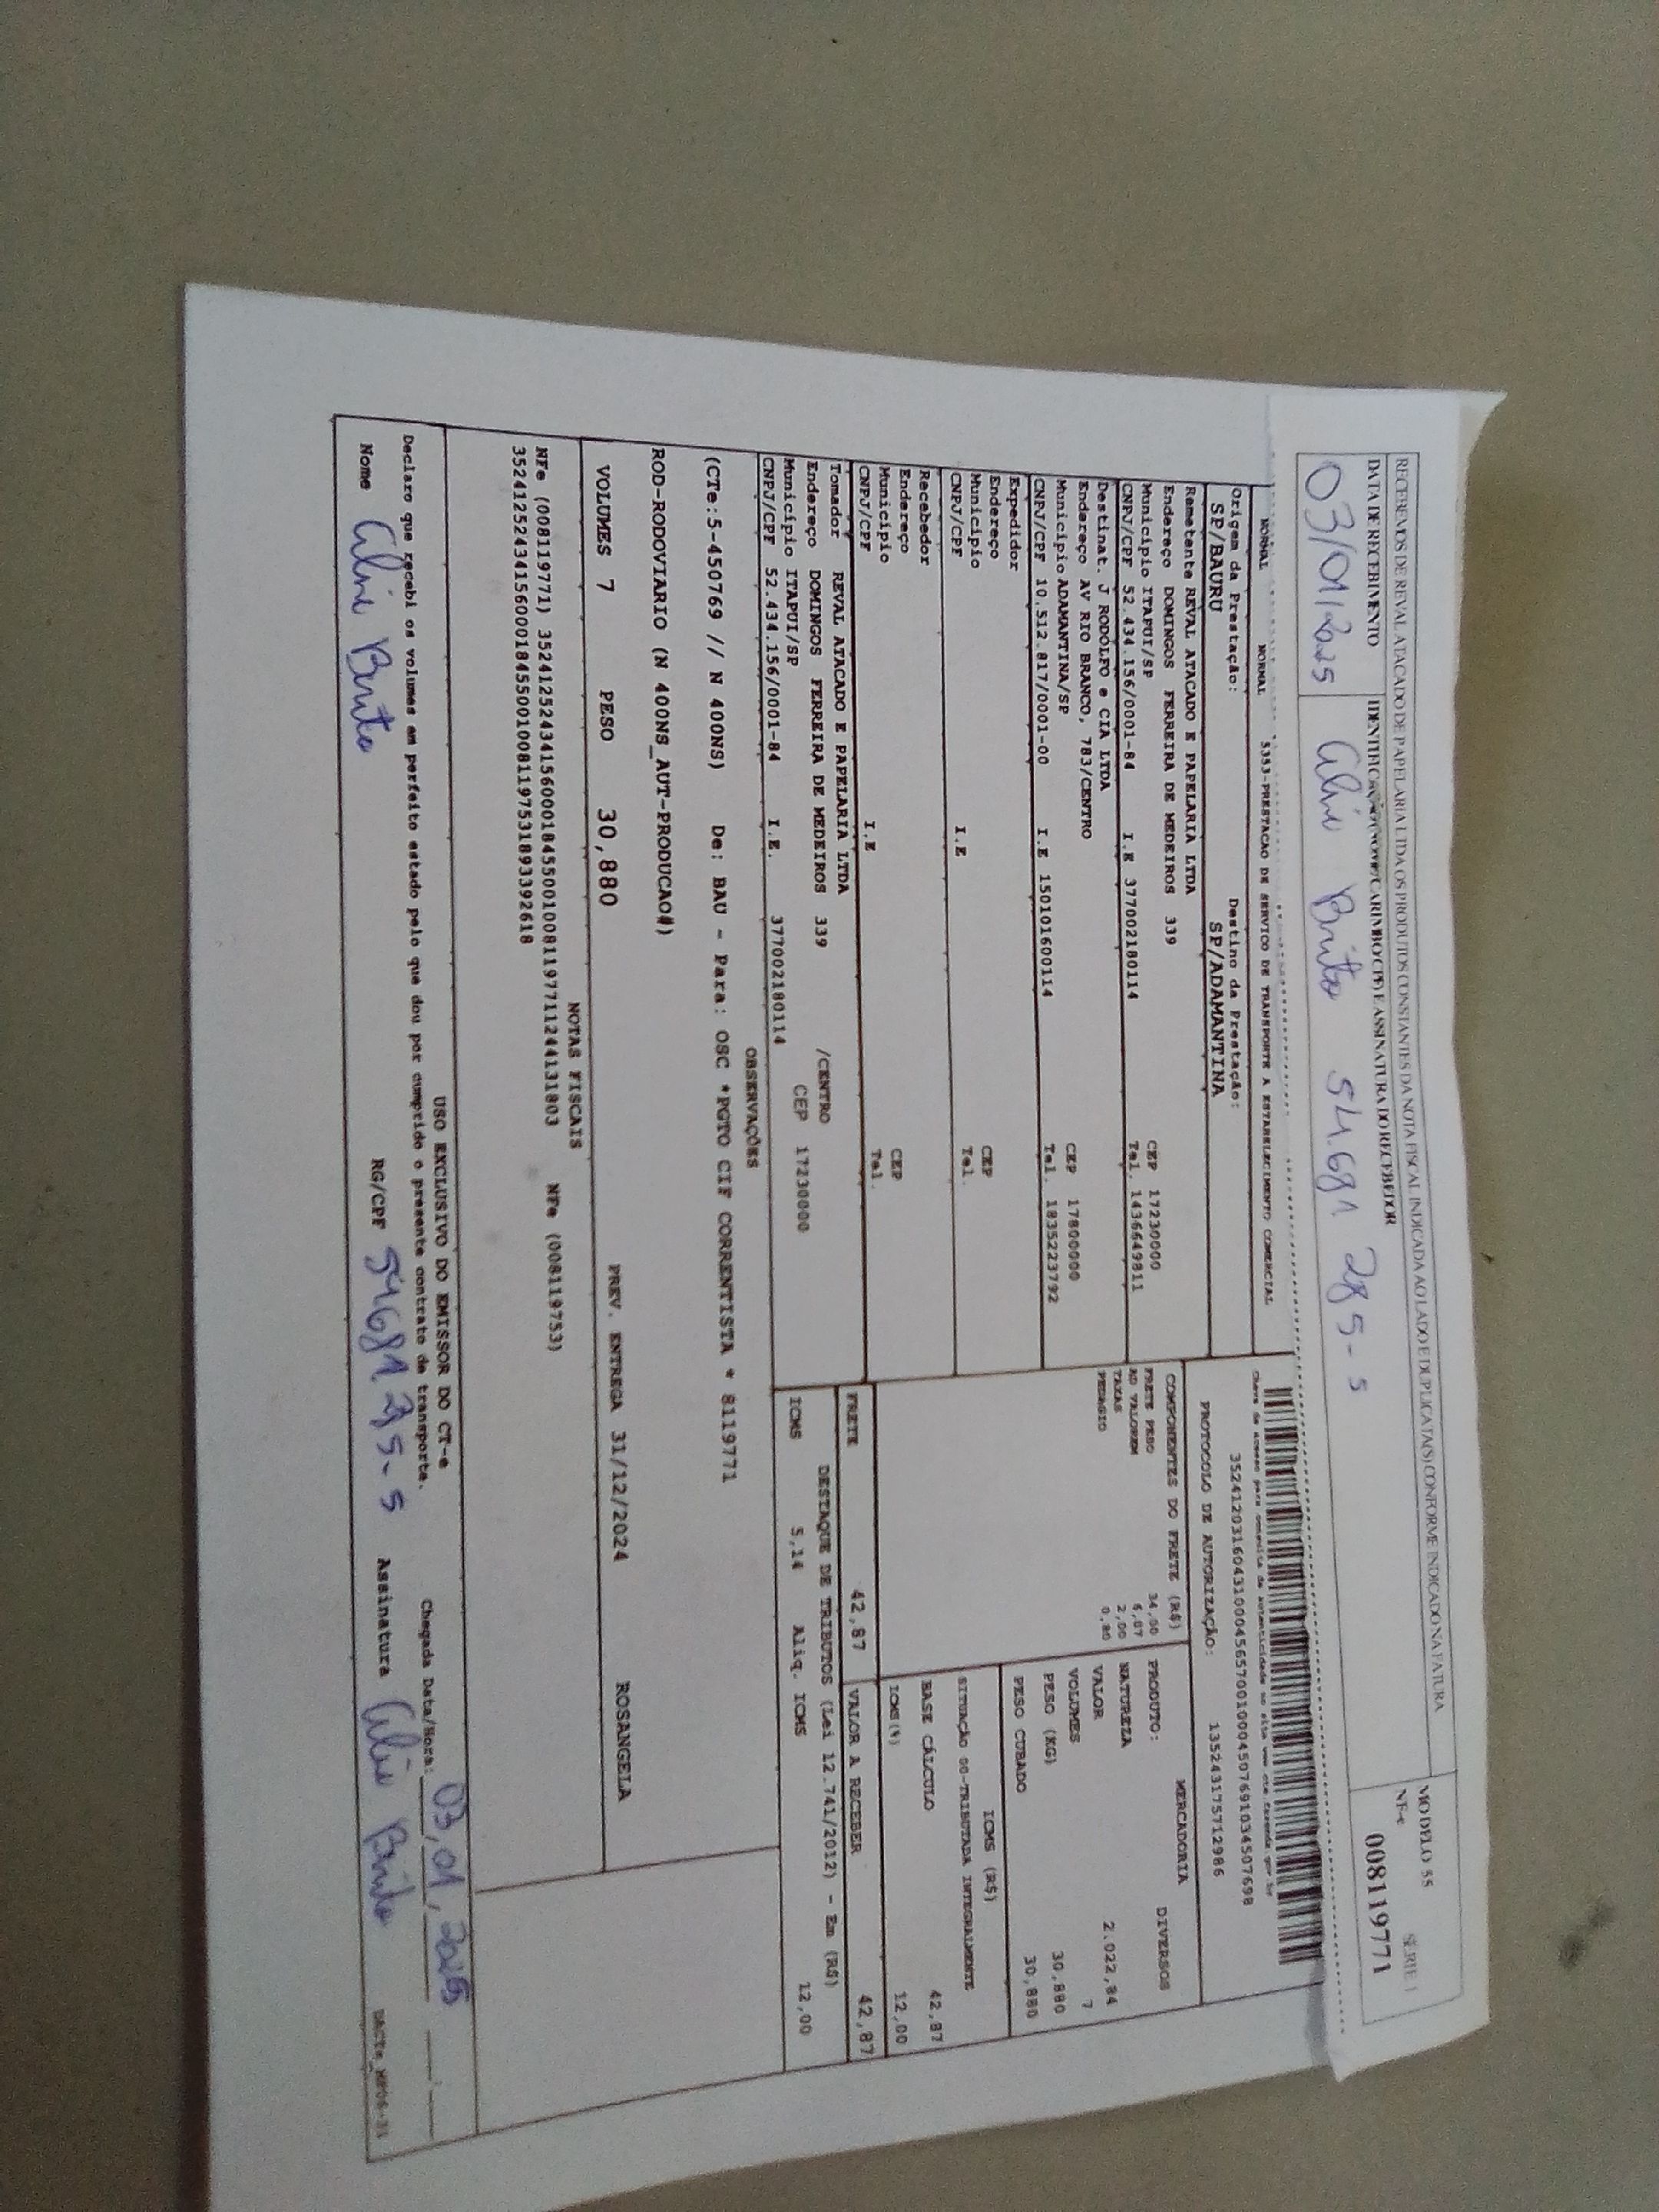 RECEBEMOS DE REVAL ATACADO DE PAPELARIA LTDA OS PRODUTOS CONSTANTES DA NOTA FISCAL INDICADA AO LADO E DUPLICATA(S) CONFORME INDICADO NA FATURA
MODELO 55 SERIE 1
DATA DE RECEBIMENTO
E ASSINATURA DO RECEBEDOR
NF-e 008119771
03/01/2025 Brito 54.681 285-5
NORMAL NORMAL 5353-PRESTACAO DE SERVICO DE TRANSPORTE A ESTABELECIMENTO COMERCIAL
Origem da Prestação: Destino da Prestação:
SP/BAURU SP/ADAMANTINA
PROTOCOLO DE AUTORIZAÇÃO: 135243175712986
Remetente REVAL ATACADO E PAPELARIA LTDA
Endereço DOMINGOS FERREIRA DE MEDEIROS 339
Município ITAPUI/SP CEP 17230000
CNPJ/CPF 52.434.156/0001-84 I.E 377002180114 Tel. 1436649811
Destinat. J RODOLFO e CIA LTDA
Endereço AV RIO BRANCO, 783/CENTRO
Município ADAMANTINA/SP CEP 17800000
CNPJ/CPF 10.512.817/0001-00 I.E 150101600114 Tel. 1835223792
Expedidor
Endereço
Município CEP
CNPJ/CPF I.E Tel.
Recebedor
Endereço
Município CEP
CNPJ/CPF I.E Tel.
Tomador REVAL ATACADO E PAPELARIA LTDA
Endereço DOMINGOS FERREIRA DE MEDEIROS 339 /CENTRO
Município ITAPUI/SP CEP 17230000
CNPJ/CPF 52.434.156/0001-84 I.E. 377002180114
COMPONENTES DO FRETE (R$)
FRETE PESO 34,00
AD VALOREM 6,07
TAXAS 2,00
PEDAGIO 0,80
MERCADORIA
PRODUTO: DIVERSOS
NATUREZA
VALOR 2.022,84
VOLUMES 7
PESO (KG) 30,880
PESO CUBADO 30,880
ICMS (R$)
SITUAÇÃO 00-TRIBUTADA INTEGRALMENTE
BASE CÁLCULO 42,87
ICMS(%) 12,00
FRETE 42,87 VALOR A RECEBER 42,87
DESTAQUE DE TRIBUTOS (Lei 12.741/2012) - Em (R$)
ICMS 5,14 Aliq. ICMS 12,00
OBSERVAÇÕES
(CTe:5-450769 // N 400NS) De: BAU - Para: OSC *PGTO CIF CORRENTISTA * 8119771
ROD-RODOVIARIO (N 400NS_AUT-PRODUCAO#)
VOLUMES 7 PESO 30,880 PREV. ENTREGA 31/12/2024 ROSANGELA
NOTAS FISCAIS
NFe (008119771) NFe (008119753)
USO EXCLUSIVO DO EMISSOR DO CT-e
Declaro que recebi os volumes em perfeito estado pelo que dou por cumprido o presente contrato de transporte. Chegada Data/Hora: 03,01,2025
Nome Brito RG/CPF Assinatura Brito